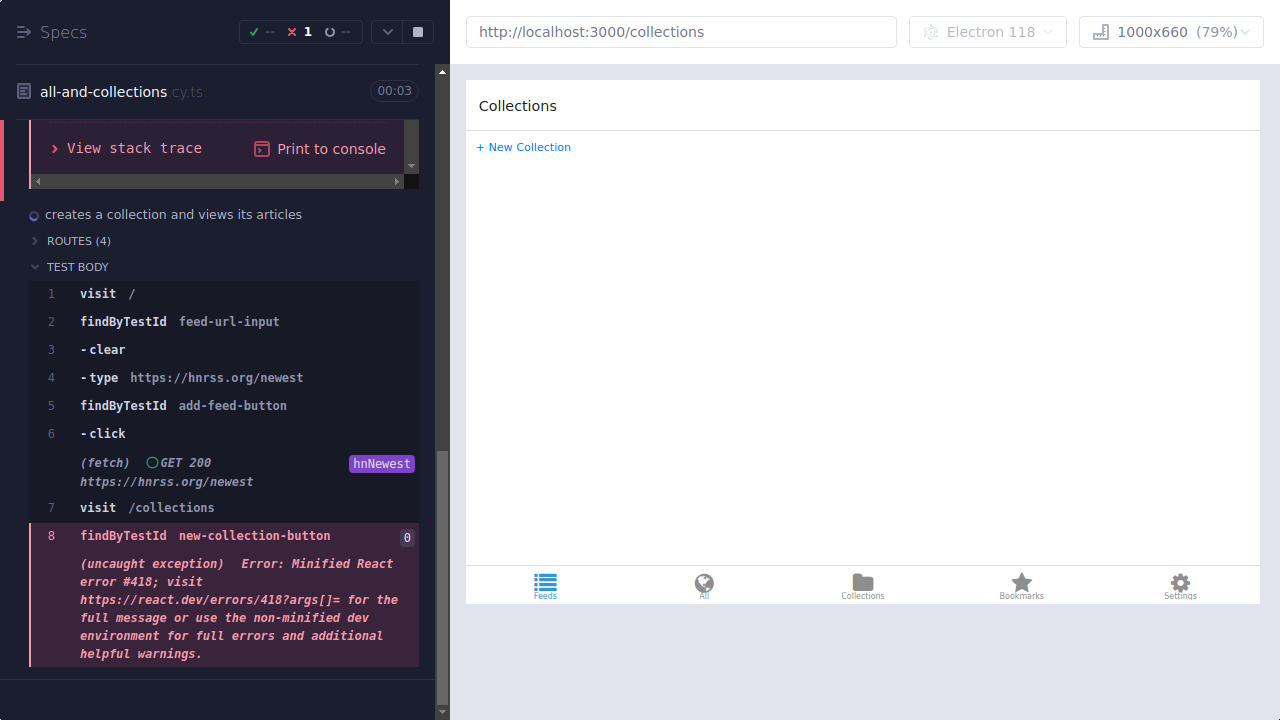 Specs
-- 1 --
all-and-collections.cy.ts
00:03
View stack trace
Print to console
creates a collection and views its articles
ROUTES (4)
TEST BODY
1 visit /
2 findByTestId feed-url-input
3 -clear
4 -type https://hnrss.org/newest
5 findByTestId add-feed-button
6 -click
(fetch) GET 200 hnNewest
https://hnrss.org/newest
7 visit /collections
8 findByTestId new-collection-button 0
(uncaught exception) Error: Minified React
error #418; visit
https://react.dev/errors/418?args[]= for the
full message or use the non-minified dev
environment for full errors and additional
helpful warnings.
http://localhost:3000/collections
Electron 118
1000x660 (79%)
Collections
+ New Collection
Feeds
All
Collections
Bookmarks
Settings